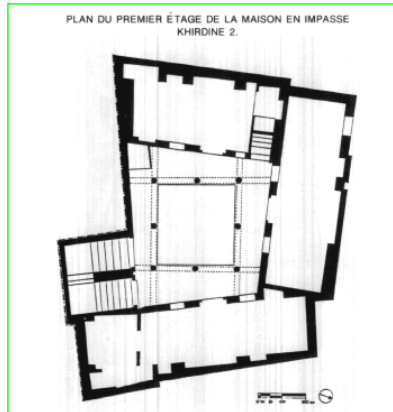 PLAN DU PREMIER ÉTAGE DE LA MAISON EN IMPASSE
KHIRDINE 2.